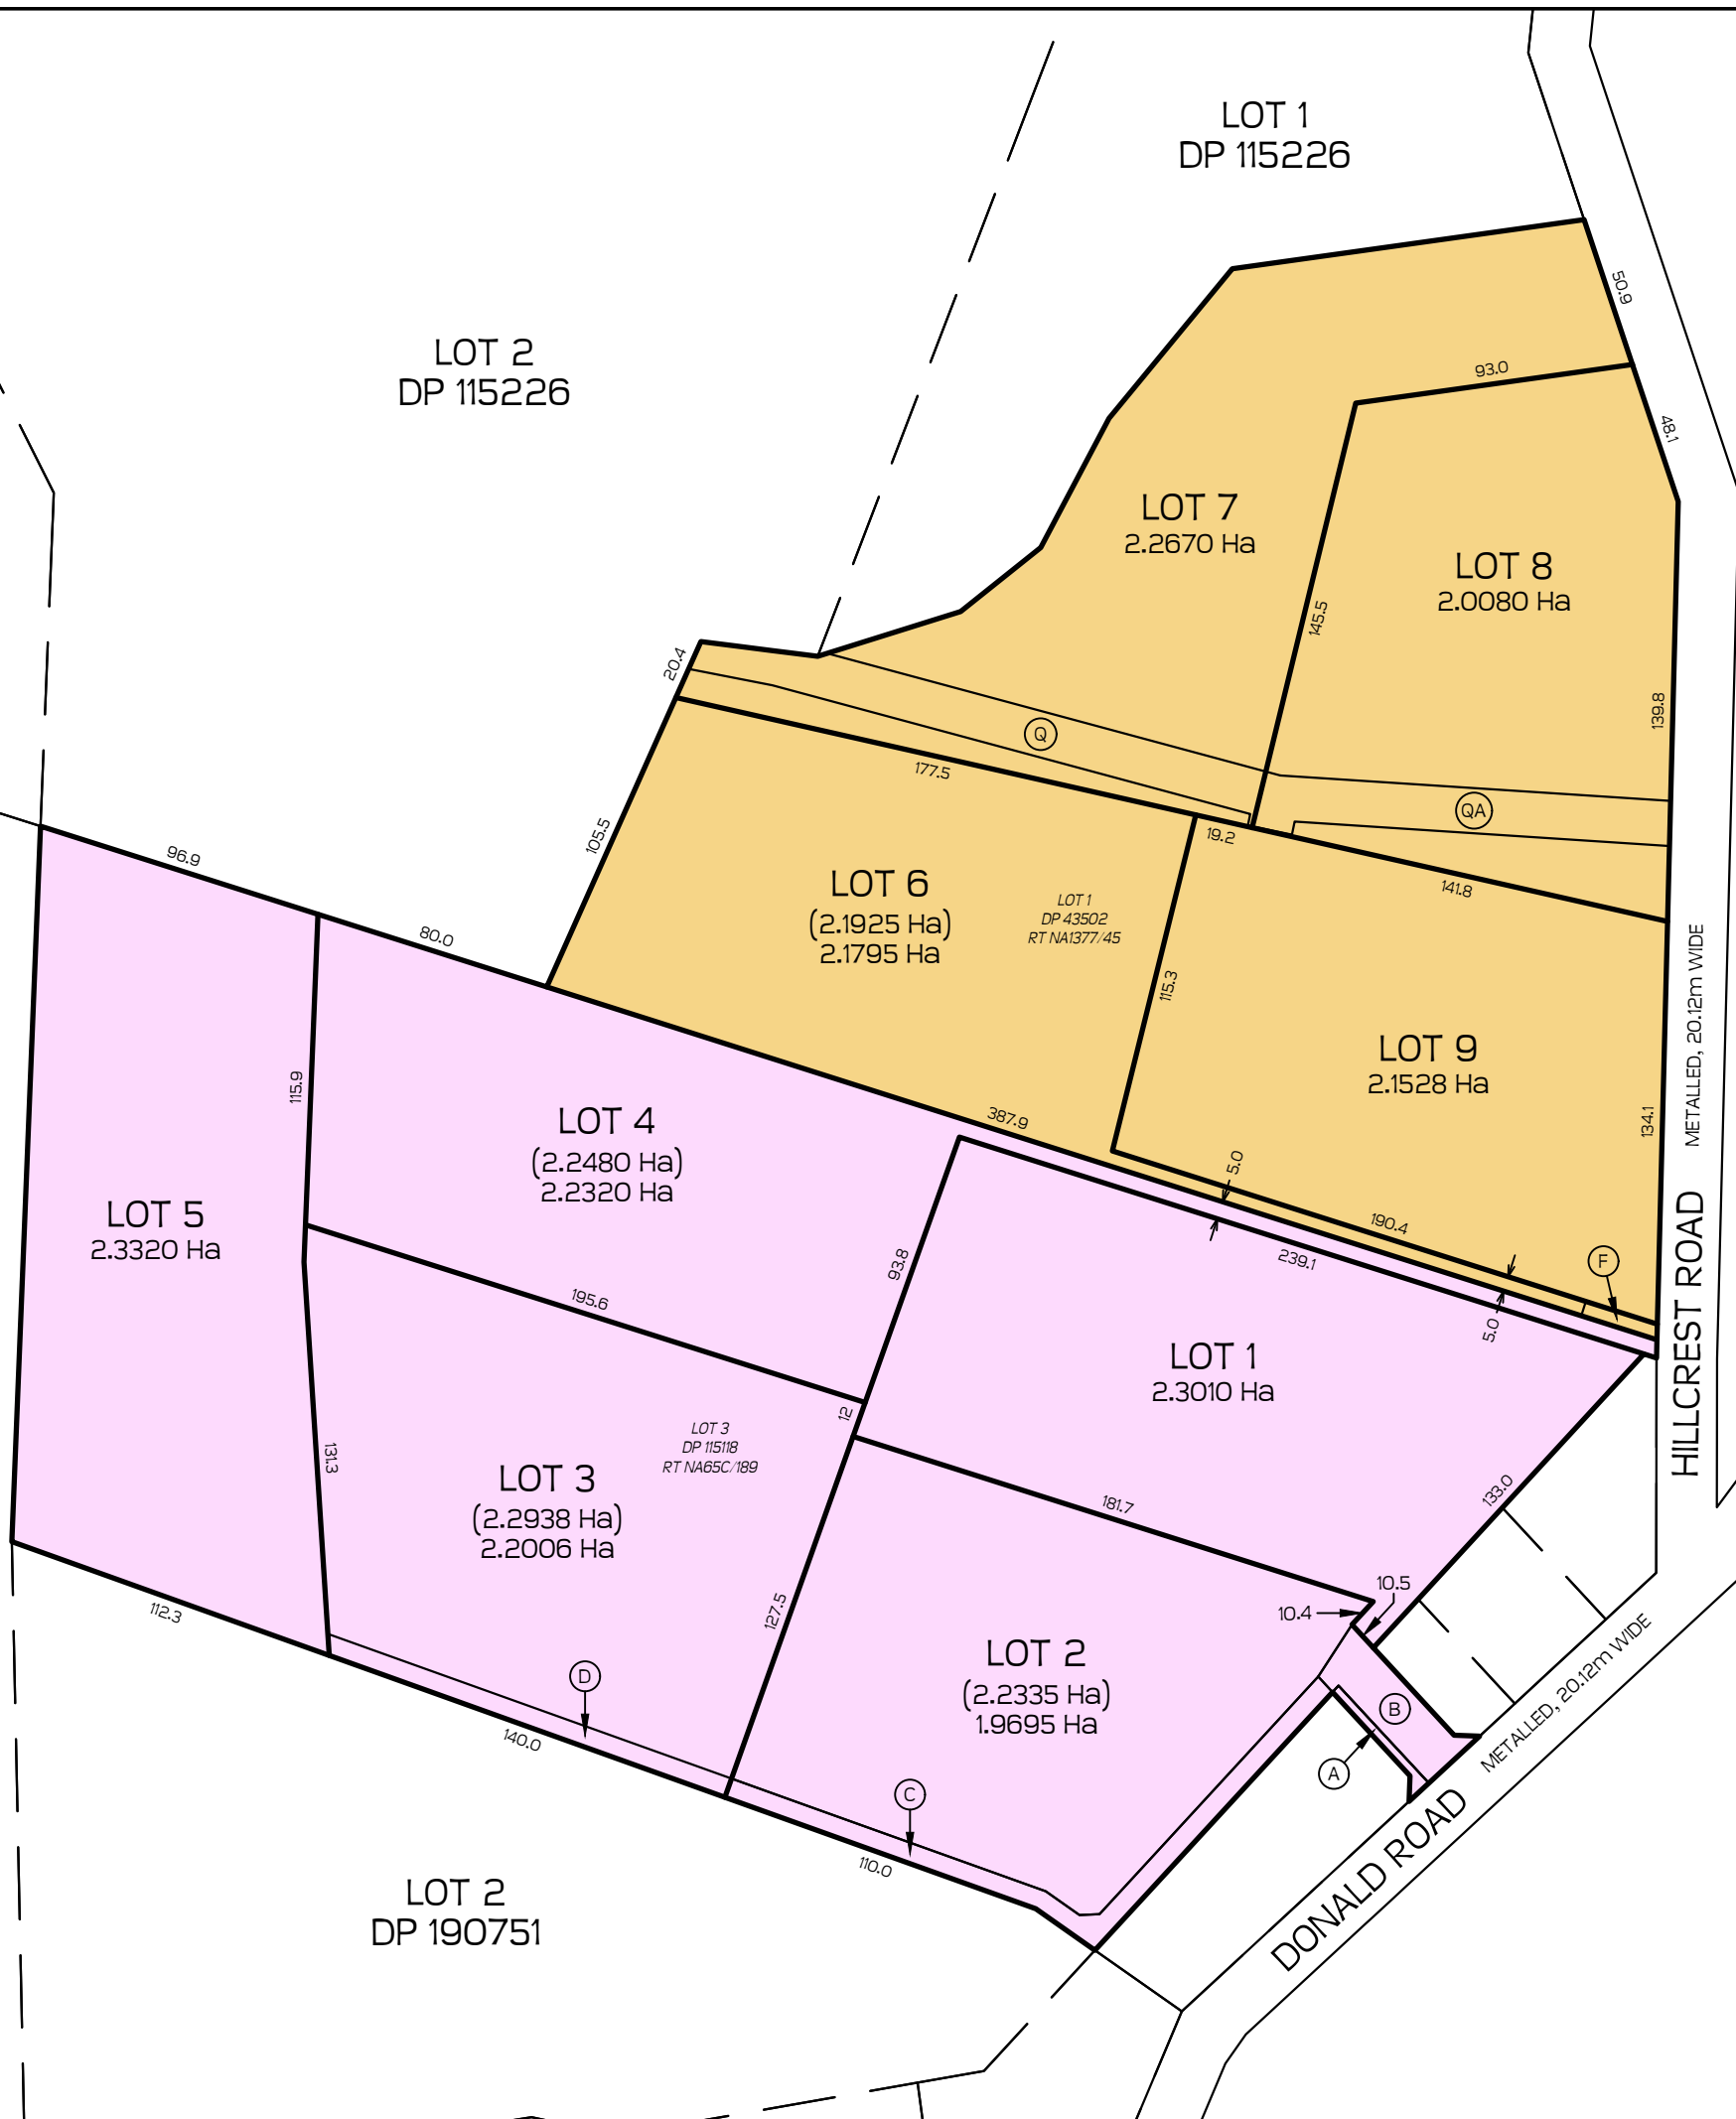 LOT 1
DP 115226
50.9
LOT 2
DP 115226
93.0
48.1
LOT 7
2.2670 Ha
LOT 8
2.0080 Ha
145.5
20.4
139.8
Q
177.5
QA
19.2
105.5
96.9
141.8
LOT 6
(2.1925 Ha)
2.1795 Ha
LOT 1
DP 43502
RT NA1377/45
80.0
115.3
METALLED, 20.12m WIDE
LOT 9
2.1528 Ha
115.9
LOT 4
(2.2480 Ha)
2.2320 Ha
387.9
134.1
5.0
LOT 5
2.3320 Ha
190.4
93.8
239.1
F
HILLCREST ROAD
195.6
5.0
LOT 1
2.3010 Ha
12
LOT 3
DP 115118
RT NA65C/189
131.3
LOT 3
(2.2938 Ha)
2.2006 Ha
181.7
133.0
10.5
10.4
112.3
127.5
LOT 2
(2.2335 Ha)
1.9695 Ha
METALLED, 20.12m WIDE
D
B
140.0
A
C
110.0
DONALD ROAD
LOT 2
DP 190751